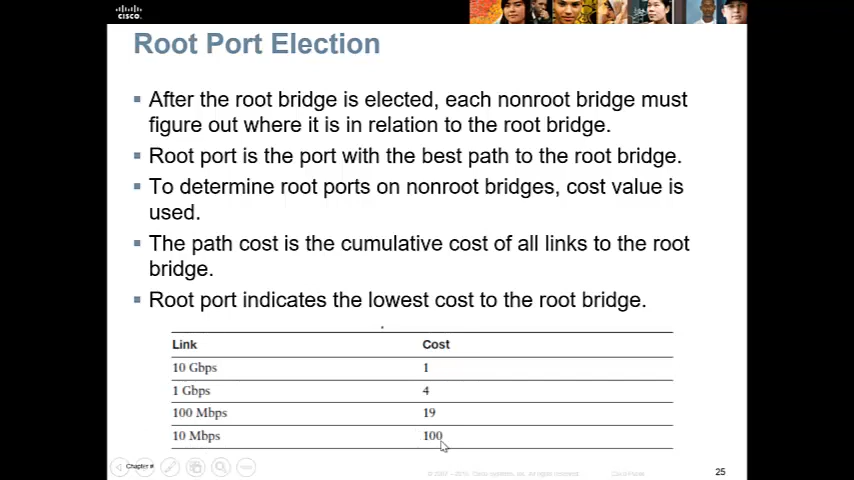 CISCO
Root Port Election
After the root bridge is elected, each nonroot bridge must
figure out where it is in relation to the root bridge.
Root port is the port with the best path to the root bridge.
To determine root ports on nonroot bridges, cost value is
used.
The path cost is the cumulative cost of all links to the root
bridge.
Root port indicates the lowest cost to the root bridge.
Link Cost
10 Gbps 1
1 Gbps 4
100 Mbps 19
10 Mbps 100
Chapter #
25